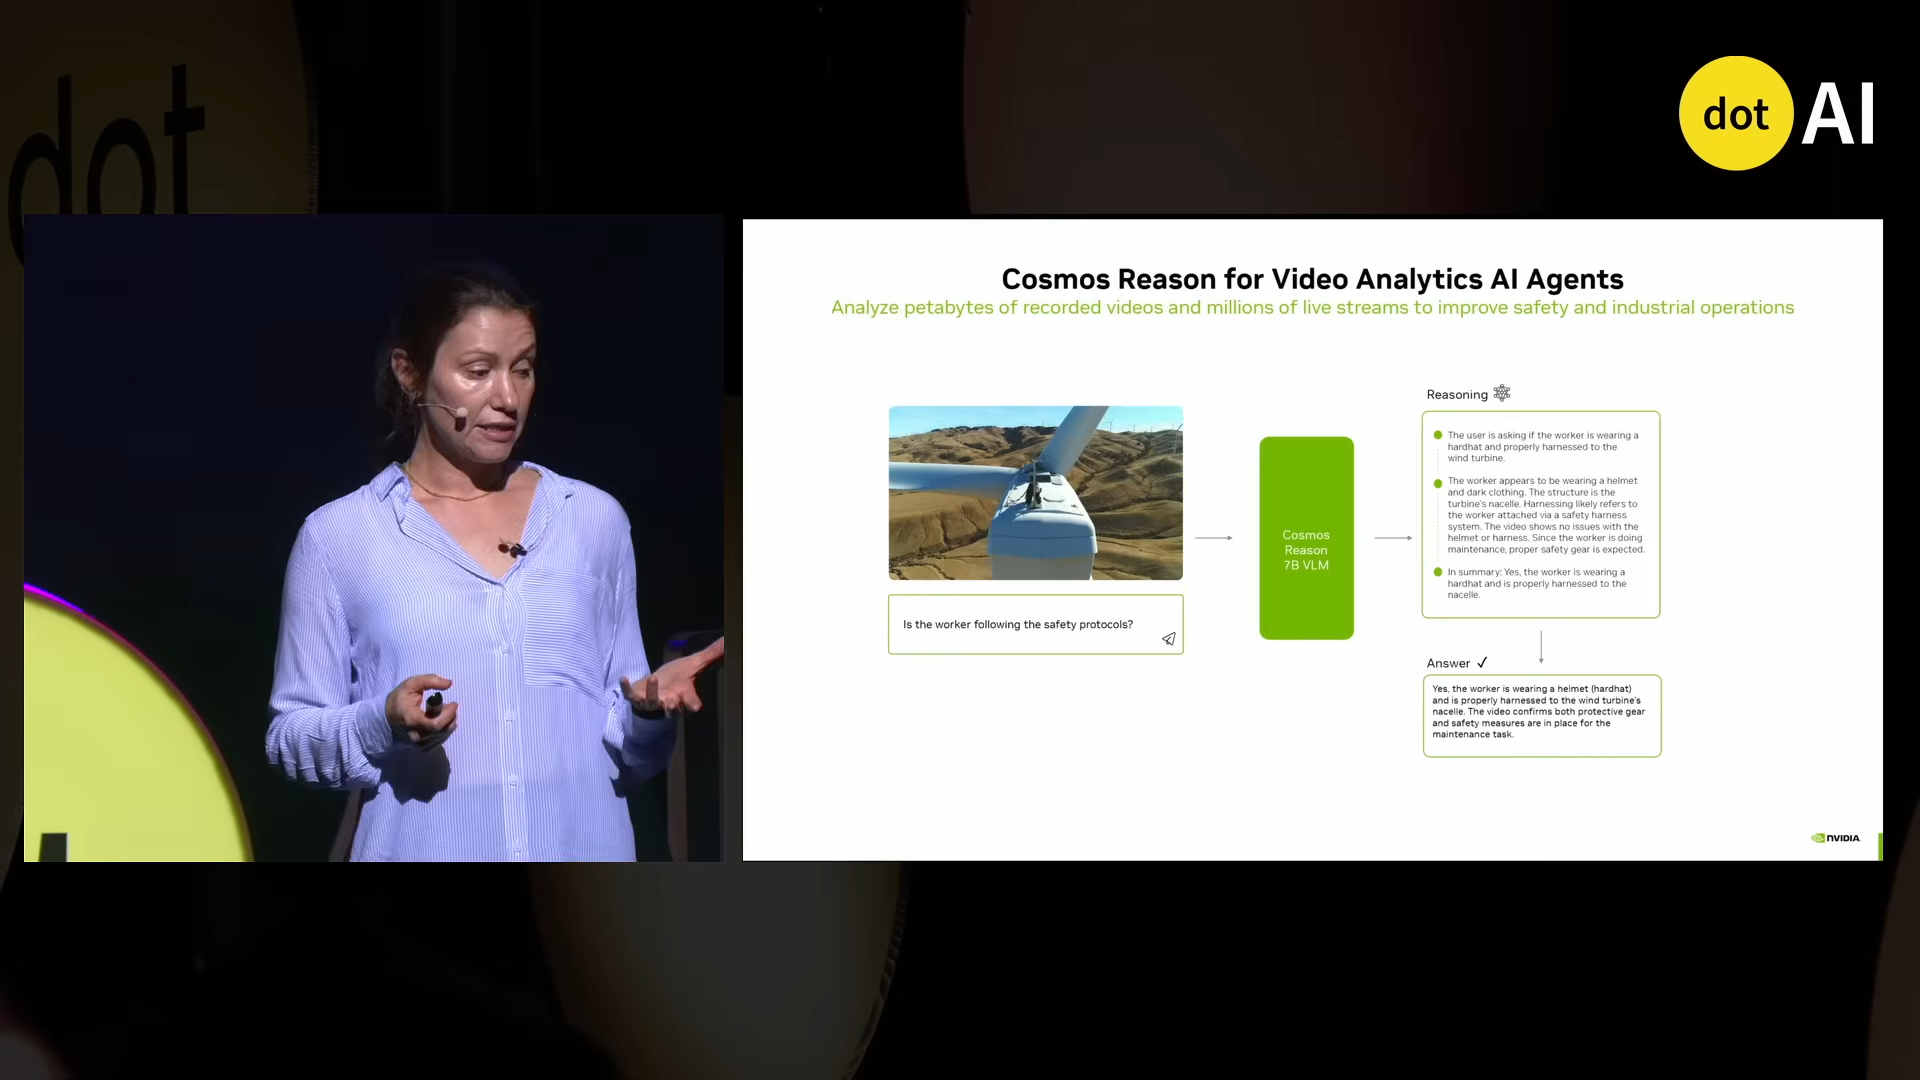 dot
dot AI
Cosmos Reason for Video Analytics AI Agents
Analyze petabytes of recorded videos and millions of live streams to improve safety and industrial operations
Is the worker following the safety protocols?
Cosmos
Reason
7B VLM
Reasoning
The user is asking if the worker is wearing a
hardhat and properly harnessed to the
wind turbine.
The worker appears to be wearing a helmet
and dark clothing. The structure is the
turbine's nacelle. Harnessing likely refers to
the worker attached via a safety harness
system. The video shows no issues with the
helmet or harness. Since the worker is doing
maintenance, proper safety gear is expected.
In summary: Yes, the worker is wearing a
hardhat and is properly harnessed to the
nacelle.
Answer ✓
Yes, the worker is wearing a helmet (hardhat)
and is properly harnessed to the wind turbine's
nacelle. The video confirms both protective gear
and safety measures are in place for the
maintenance task.
NVIDIA